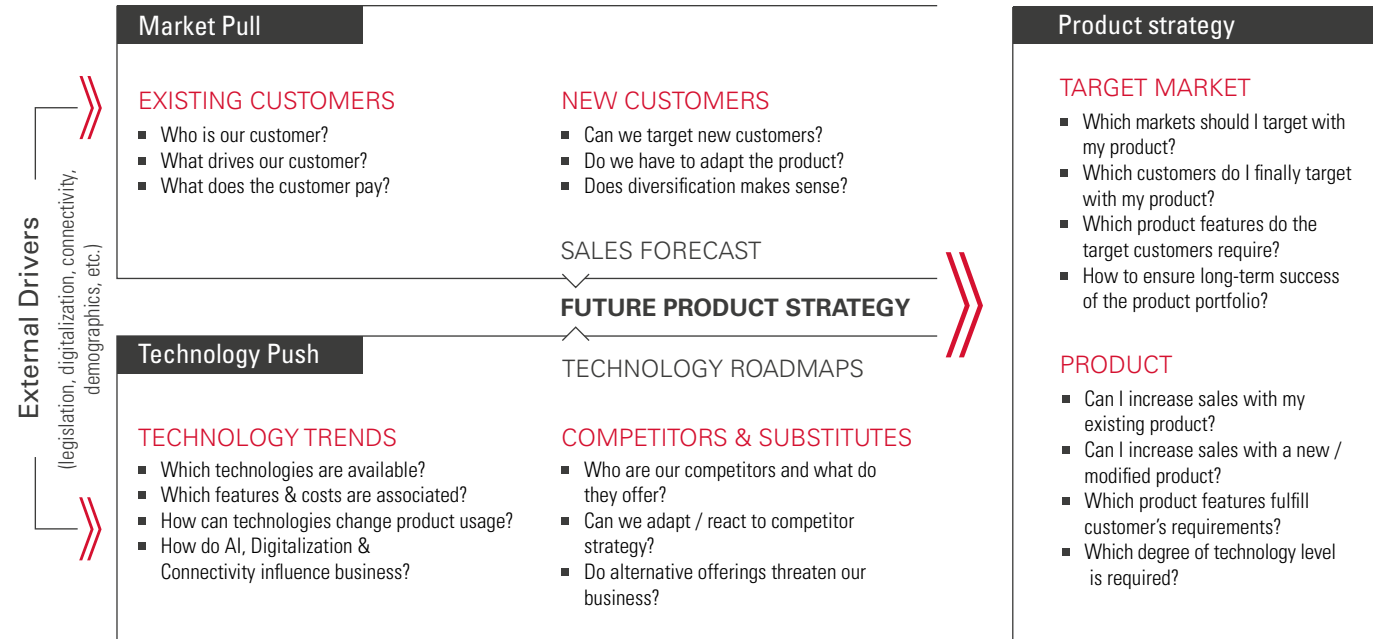 External Drivers
(legislation, digitalization, connectivity,
demographics, etc.)
Market Pull
EXISTING CUSTOMERS
■ Who is our customer?
■ What drives our customer?
■ What does the customer pay?
NEW CUSTOMERS
■ Can we target new customers?
■ Do we have to adapt the product?
■ Does diversification makes sense?
SALES FORECAST
FUTURE PRODUCT STRATEGY
Technology Push
TECHNOLOGY ROADMAPS
TECHNOLOGY TRENDS
■ Which technologies are available?
■ Which features & costs are associated?
■ How can technologies change product usage?
■ How do AI, Digitalization &
Connectivity influence business?
COMPETITORS & SUBSTITUTES
■ Who are our competitors and what do
they offer?
■ Can we adapt / react to competitor
strategy?
■ Do alternative offerings threaten our
business?
Product strategy
TARGET MARKET
■ Which markets should I target with
my product?
■ Which customers do I finally target
with my product?
■ Which product features do the
target customers require?
■ How to ensure long-term success
of the product portfolio?
PRODUCT
■ Can I increase sales with my
existing product?
■ Can I increase sales with a new /
modified product?
■ Which product features fulfill
customer's requirements?
■ Which degree of technology level
is required?